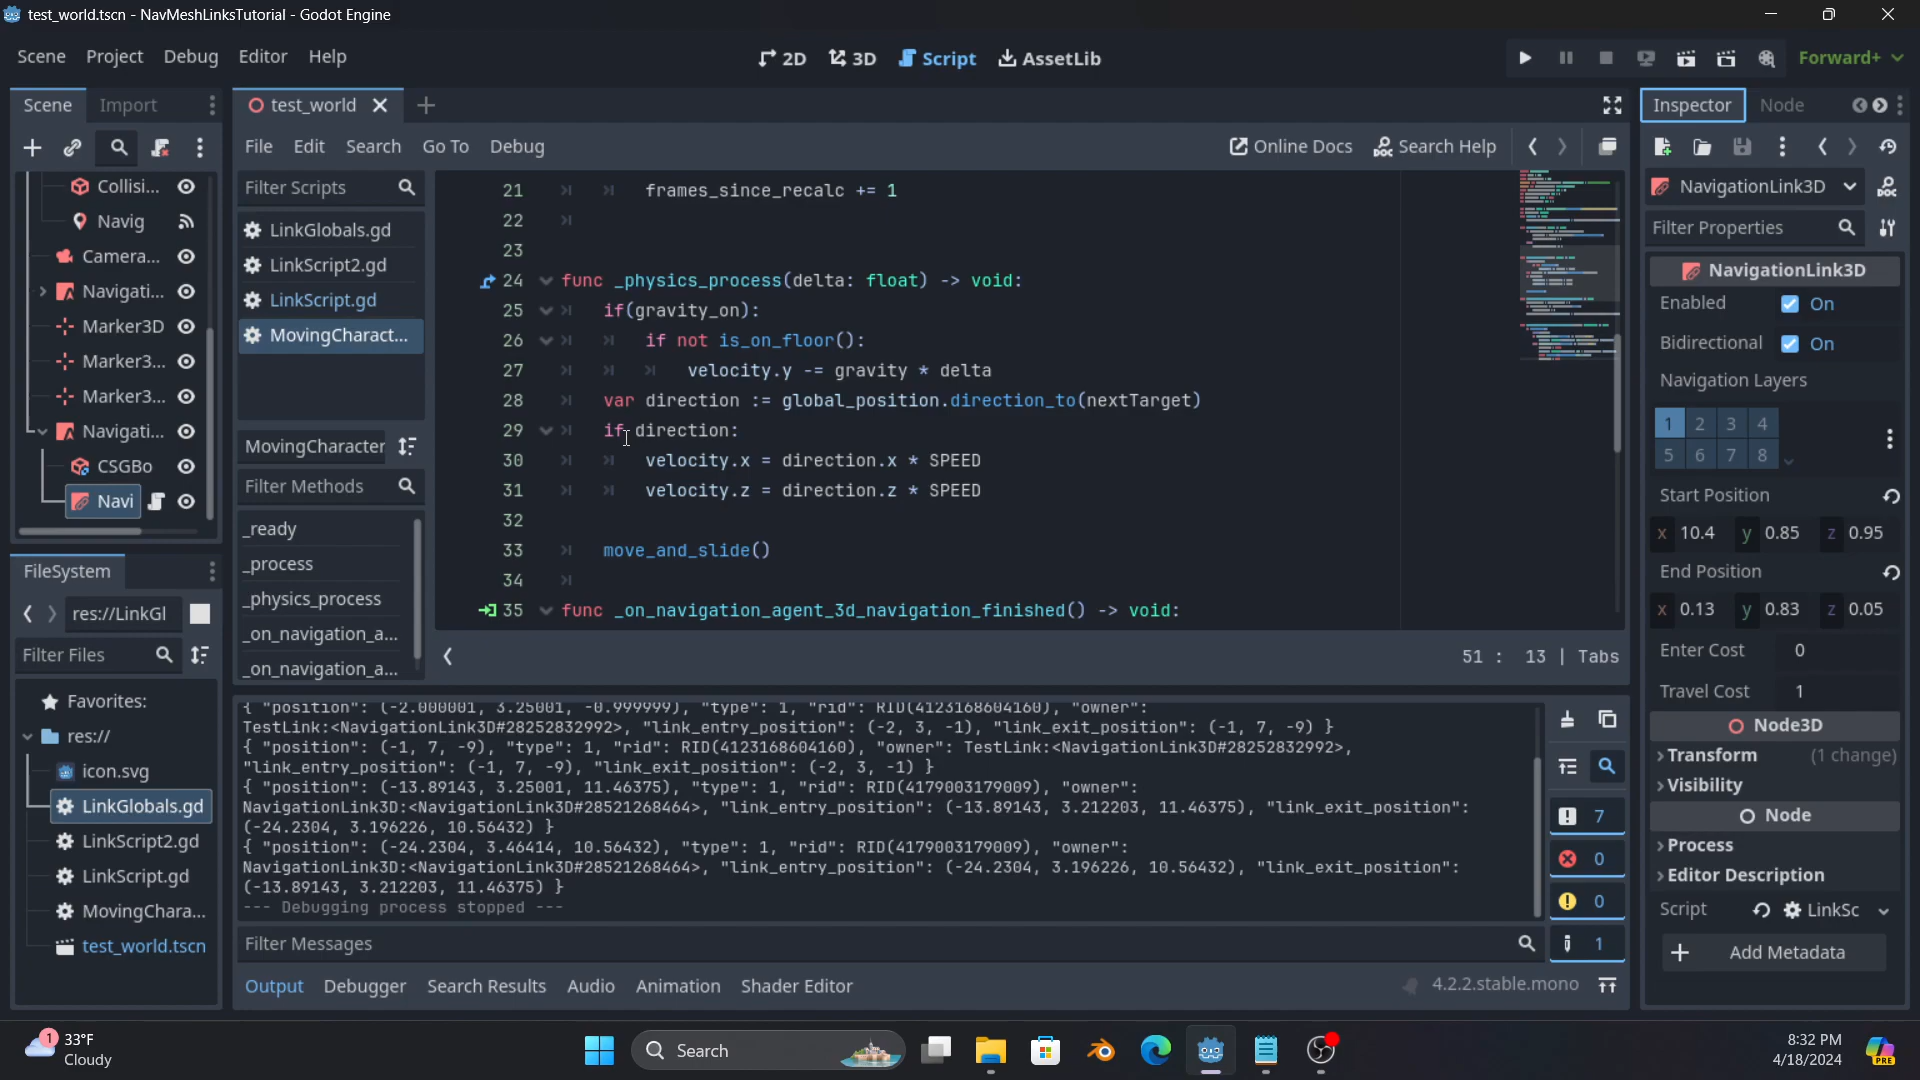 test_world.tscn - NavMeshLinksTutorial - Godot Engine
Scene Project Debug Editor Help
2D 3D Script AssetLib
Forward+
Scene Import
test_world
Inspector Node
File Edit Search Go To Debug
Online Docs Search Help
Filter Scripts
LinkGlobals.gd
LinkScript2.gd
LinkScript.gd
MovingCharact...
MovingCharacter
Filter Methods
_ready
_process
_physics_process
_on_navigation_a...
_on_navigation_a...
Collisi...
Navig
Camera...
Navigati...
Marker3D
Marker3...
Marker3...
Navigati...
CSGBo
Navi
21 frames_since_recalc += 1
22
23
24 func _physics_process(delta: float) -> void:
25 if(gravity_on):
26 if not is_on_floor():
27 velocity.y -= gravity * delta
28 var direction := global_position.direction_to(nextTarget)
29 if direction:
30 velocity.x = direction.x * SPEED
31 velocity.z = direction.z * SPEED
32
33 move_and_slide()
34
35 func _on_navigation_agent_3d_navigation_finished() -> void:
51 : 13 | Tabs
FileSystem
res://LinkGl
Filter Files
Favorites:
res://
icon.svg
LinkGlobals.gd
LinkScript2.gd
LinkScript.gd
MovingChara...
test_world.tscn
{ "position": (-2.000001, 3.25001, -0.999999), "type": 1, "rid": RID(4123168604160), "owner":
TestLink:<NavigationLink3D#28252832992>, "link_entry_position": (-2, 3, -1), "link_exit_position": (-1, 7, -9) }
{ "position": (-1, 7, -9), "type": 1, "rid": RID(4123168604160), "owner": TestLink:<NavigationLink3D#28252832992>,
"link_entry_position": (-1, 7, -9), "link_exit_position": (-2, 3, -1) }
{ "position": (-13.89143, 3.25001, 11.46375), "type": 1, "rid": RID(4179003179009), "owner":
NavigationLink3D:<NavigationLink3D#28521268464>, "link_entry_position": (-13.89143, 3.212203, 11.46375), "link_exit_position":
(-24.2304, 3.196226, 10.56432) }
{ "position": (-24.2304, 3.46414, 10.56432), "type": 1, "rid": RID(4179003179009), "owner":
NavigationLink3D:<NavigationLink3D#28521268464>, "link_entry_position": (-24.2304, 3.196226, 10.56432), "link_exit_position":
(-13.89143, 3.212203, 11.46375) }
--- Debugging process stopped ---
7
0
0
1
Filter Messages
Output Debugger Search Results Audio Animation Shader Editor
4.2.2.stable.mono
NavigationLink3D
Filter Properties
NavigationLink3D
Enabled On
Bidirectional On
Navigation Layers
1 2 3 4
5 6 7 8
Start Position
x 10.4 y 0.85 z 0.95
End Position
x 0.13 y 0.83 z 0.05
Enter Cost 0
Travel Cost 1
Node3D
Transform (1 change)
Visibility
Node
Process
Editor Description
Script LinkSc
Add Metadata
1
33°F
Cloudy
Search
8:32 PM
4/18/2024
PRE